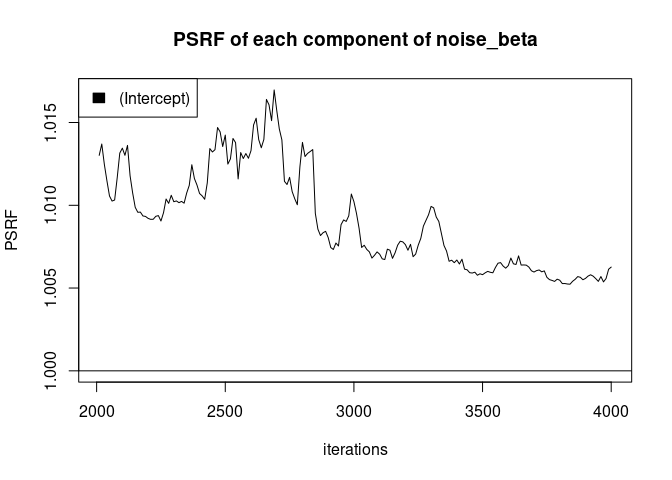 PSRF of each component of noise_beta
(Intercept)
1.015
1.010
1.005
1.000
PSRF
2000 2500 3000 3500 4000
iterations